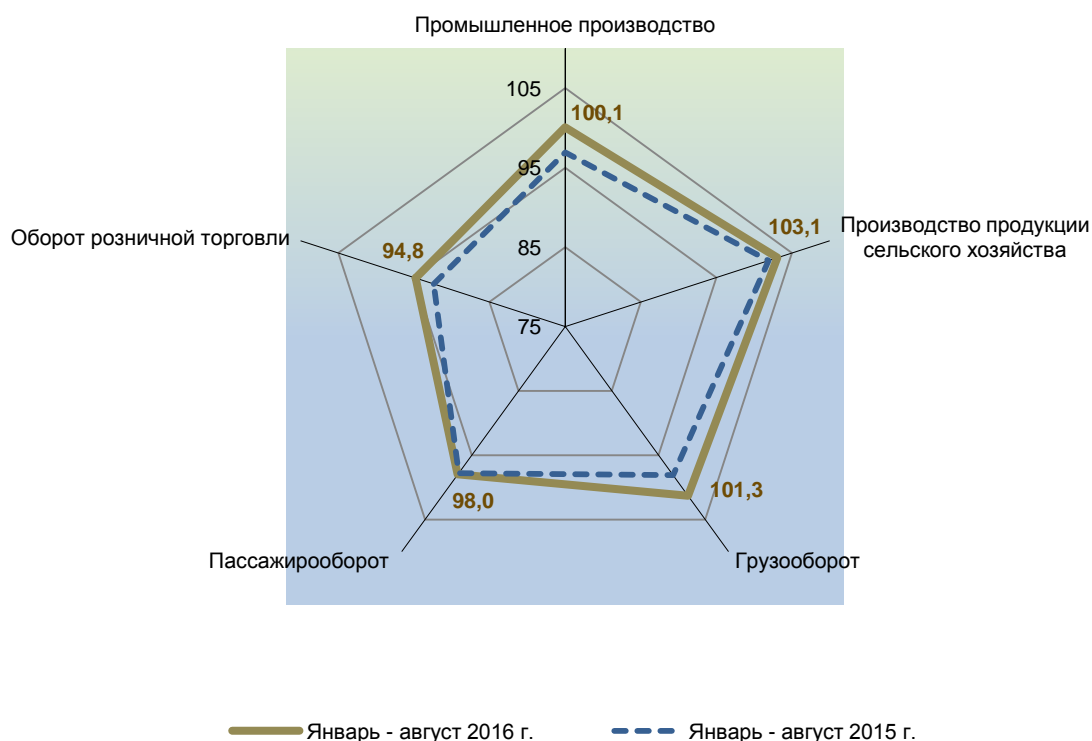 Промышленное производство
105
100,1
95
103,1
Производство продукции
сельского хозяйства
Оборот розничной торговли
94,8
85
75
101,3
98,0
Пассажирооборот
Грузооборот
Январь - август 2016 г.
Январь - август 2015 г.